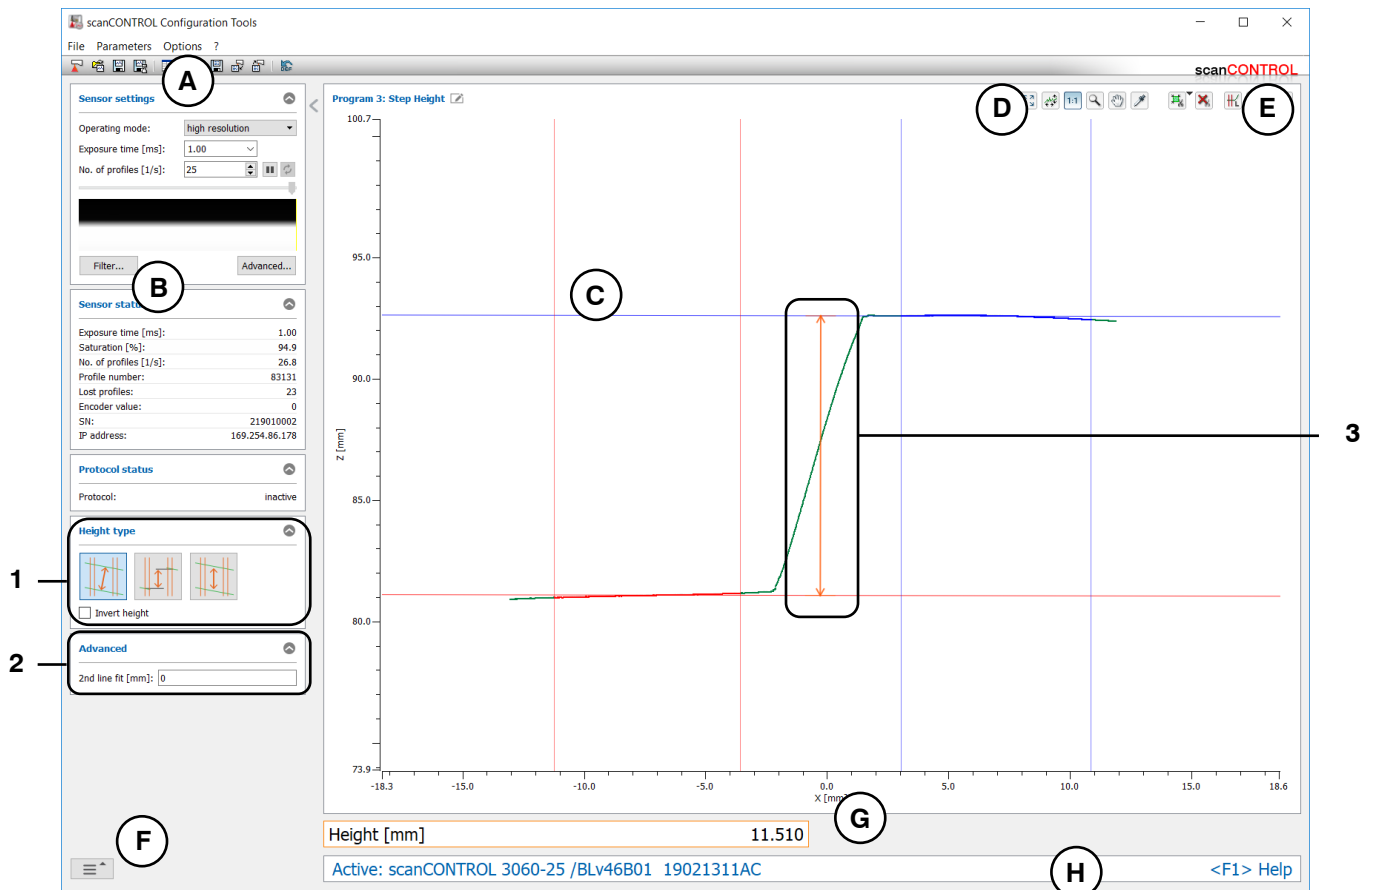 scanCONTROL Configuration Tools
File Parameters Options ?
A
scanCONTROL
Sensor settings
Operating mode: high resolution
Exposure time [ms]: 1.00
No. of profiles [1/s]: 25
Filter... Advanced...
B
Sensor
Exposure time [ms]: 1.00
Saturation [%]: 94.9
No. of profiles [1/s]: 26.8
Profile number: 83131
Lost profiles: 23
Encoder value: 0
SN: 219010002
IP address: 169.254.86.178
Protocol status
Protocol: inactive
1
Height type
Invert height
2
Advanced
2nd line fit [mm]: 0
F
Program 3: Step Height
D
1:1
E
C
3
100.7
95.0
90.0
85.0
80.0
73.9
Z [mm]
-18.3 -15.0 -10.0 -5.0 0.0 5.0 10.0 15.0 18.6
X [mm]
G
Height [mm] 11.510
Active: scanCONTROL 3060-25 /BLv46B01 19021311AC
H
<F1> Help